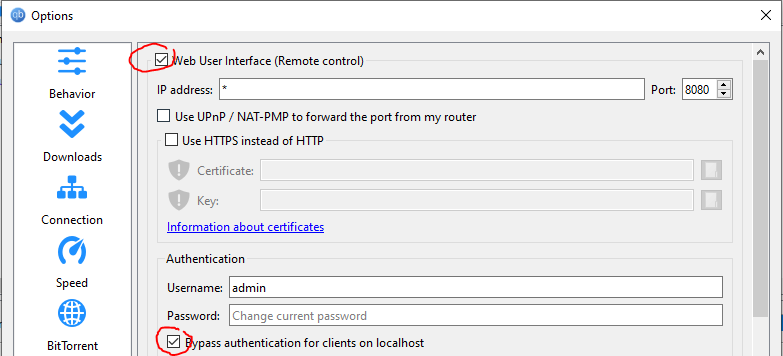 qb Options
Behavior
Downloads
Connection
Speed
BitTorrent
Web User Interface (Remote control)
IP address: * Port: 8080
Use UPnP / NAT-PMP to forward the port from my router
Use HTTPS instead of HTTP
Certificate:
Key:
Information about certificates
Authentication
Username: admin
Password: Change current password
Bypass authentication for clients on localhost